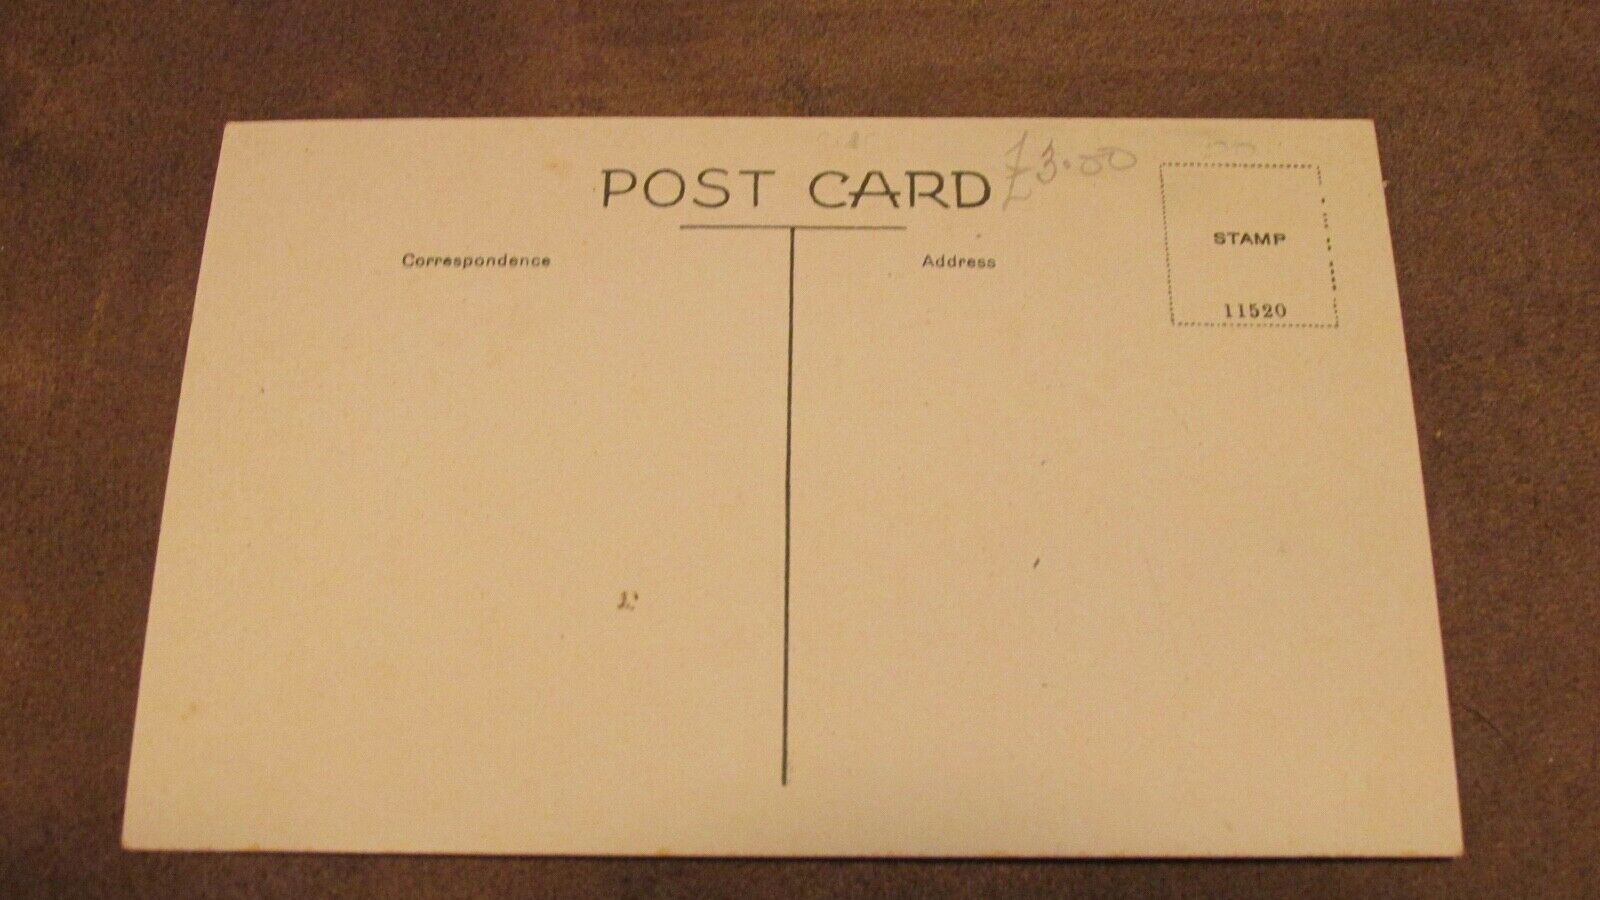 POST CARD
£3.00
Correspondence
Address
STAMP
11520